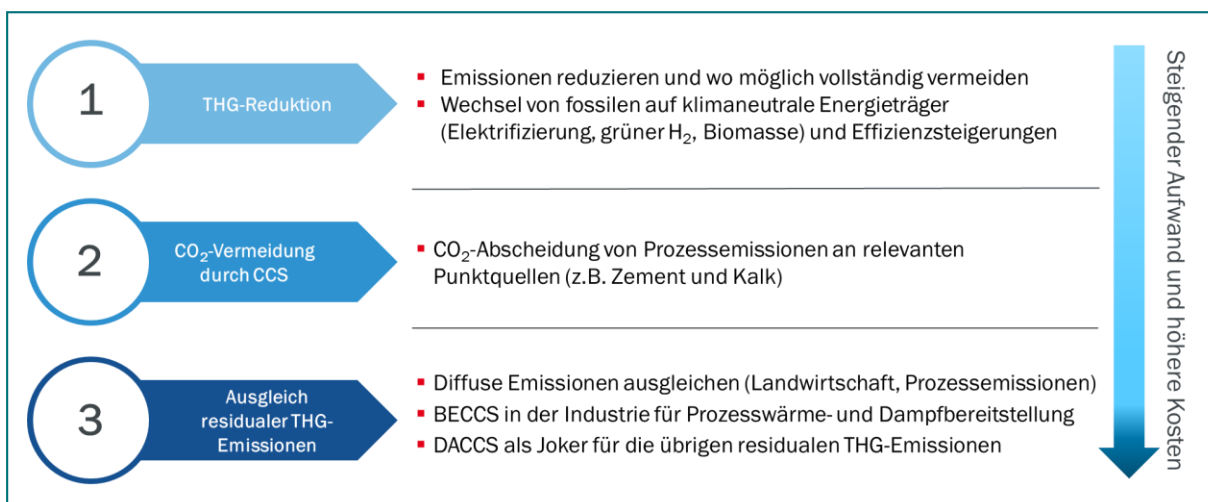 1
THG-Reduktion
▪ Emissionen reduzieren und wo möglich vollständig vermeiden
▪ Wechsel von fossilen auf klimaneutrale Energieträger
(Elektrifizierung, grüner H₂, Biomasse) und Effizienzsteigerungen
2
CO₂-Vermeidung
durch CCS
▪ CO₂-Abscheidung von Prozessemissionen an relevanten
Punktquellen (z.B. Zement und Kalk)
3
Ausgleich
residualer THG-
Emissionen
▪ Diffuse Emissionen ausgleichen (Landwirtschaft, Prozessemissionen)
▪ BECCS in der Industrie für Prozesswärme- und Dampfbereitstellung
▪ DACCS als Joker für die übrigen residualen THG-Emissionen
Steigender Aufwand und höhere Kosten